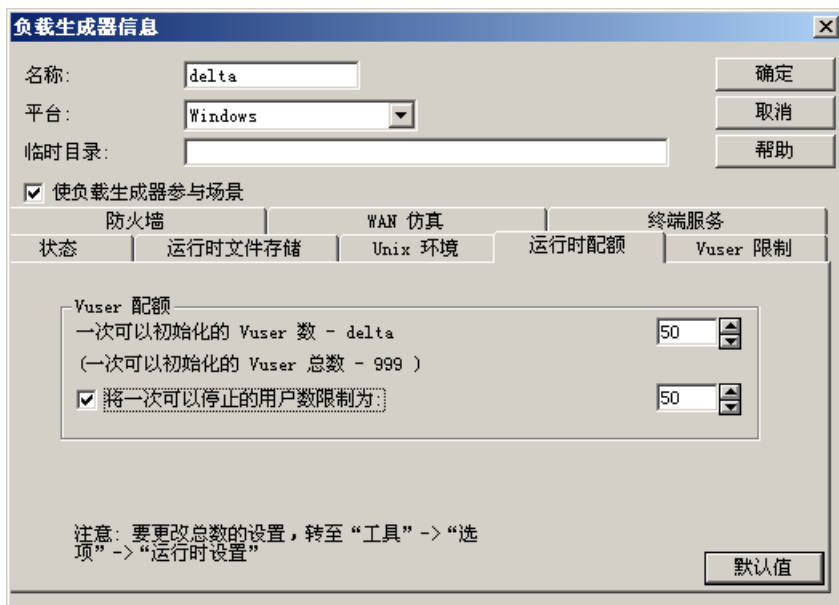 负载生成器信息
名称: delta 确定
平台: Windows 取消
临时目录: 帮助
使负载生成器参与场景
防火墙 WAN 仿真 终端服务
状态 运行时文件存储 Unix 环境 运行时配额 Vuser 限制
Vuser 配额
一次可以初始化的 Vuser 数 - delta 50
(一次可以初始化的 Vuser 总数 - 999 )
将一次可以停止的用户数限制为: 50
注意: 要更改总数的设置，转至“工具”->“选
项”->“运行时设置”
默认值